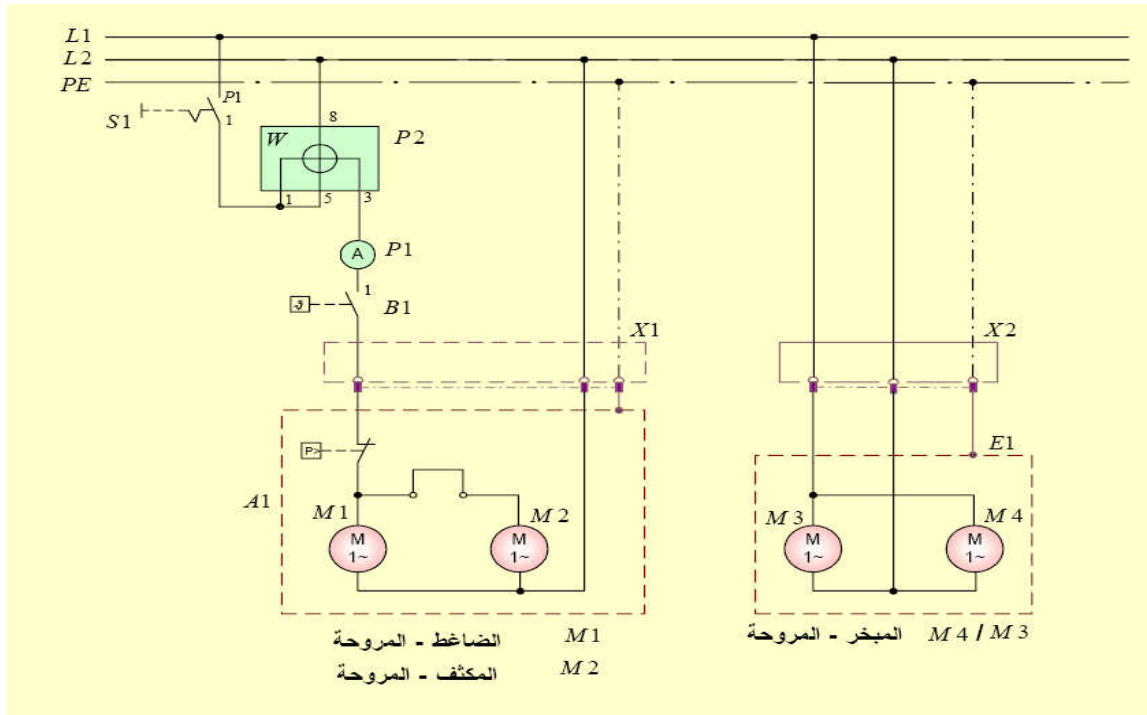 L1
L2
PE
S1
P1
1
8
W
P2
1
5
3
A
P1
1
ϑ
B1
X1
X2
P>
E1
A1
M1
M2
M3
M4
M
1~
M
1~
M
1~
M
1~
الضاغط - المروحة M1
المكثف - المروحة M2
المبخر - المروحة M4 / M3